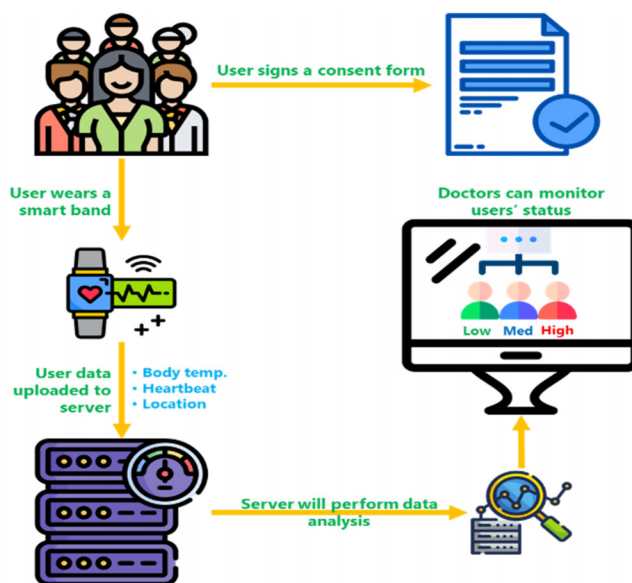 User signs a consent form
User wears a
smart band
Doctors can monitor
users' status
Low Med High
User data
uploaded to
server
• Body temp.
• Heartbeat
• Location
Server will perform data
analysis